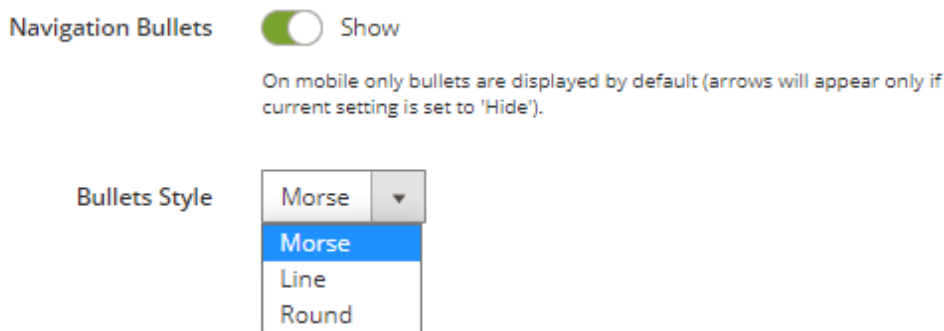 Navigation Bullets Show
On mobile only bullets are displayed by default (arrows will appear only if
current setting is set to 'Hide').
Bullets Style Morse
Morse
Line
Round